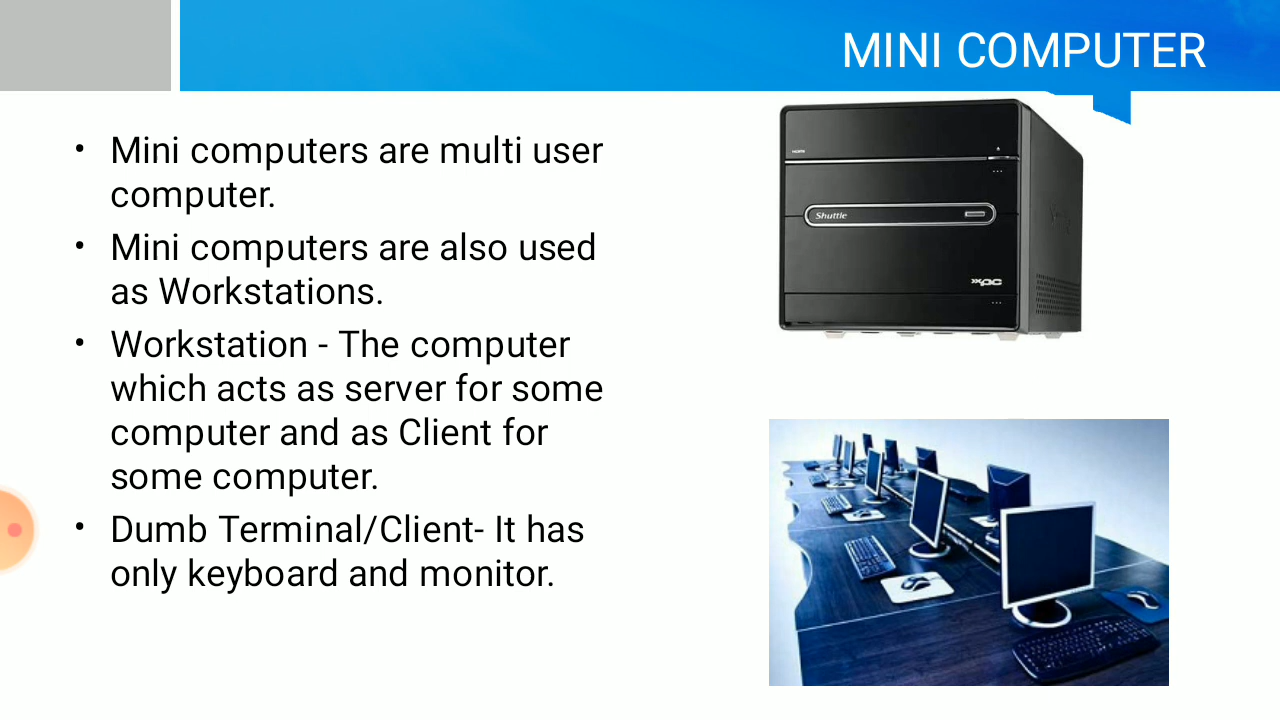 MINI COMPUTER
• Mini computers are multi user
computer.
• Mini computers are also used
as Workstations.
• Workstation - The computer
which acts as server for some
computer and as Client for
some computer.
• Dumb Terminal/Client- It has
only keyboard and monitor.
HDMI
Shuttle